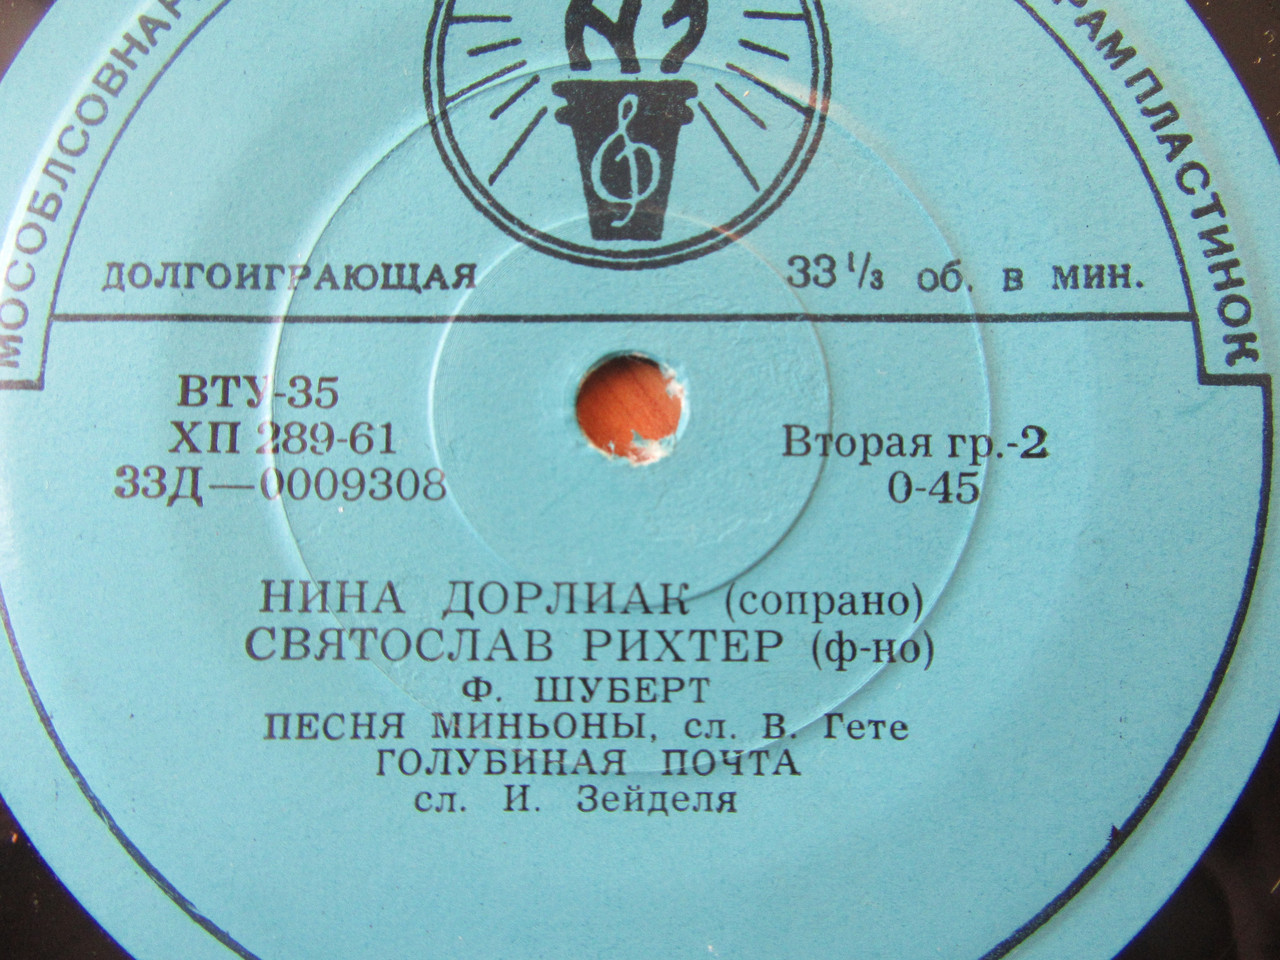 МОСОБЛСОВНАР
ГРАМПЛАСТИНОК
ДОЛГОИГРАЮЩАЯ
33 1/3 об. в мин.
ВТУ-35
ХП 289-61
33Д—0009308
Вторая гр.-2
0-45
НИНА ДОРЛИАК (сопрано)
СВЯТОСЛАВ РИХТЕР (ф-но)
Ф. ШУБЕРТ
ПЕСНЯ МИНЬОНЫ, сл. В. Гете
ГОЛУБИНАЯ ПОЧТА
сл. И. Зейделя